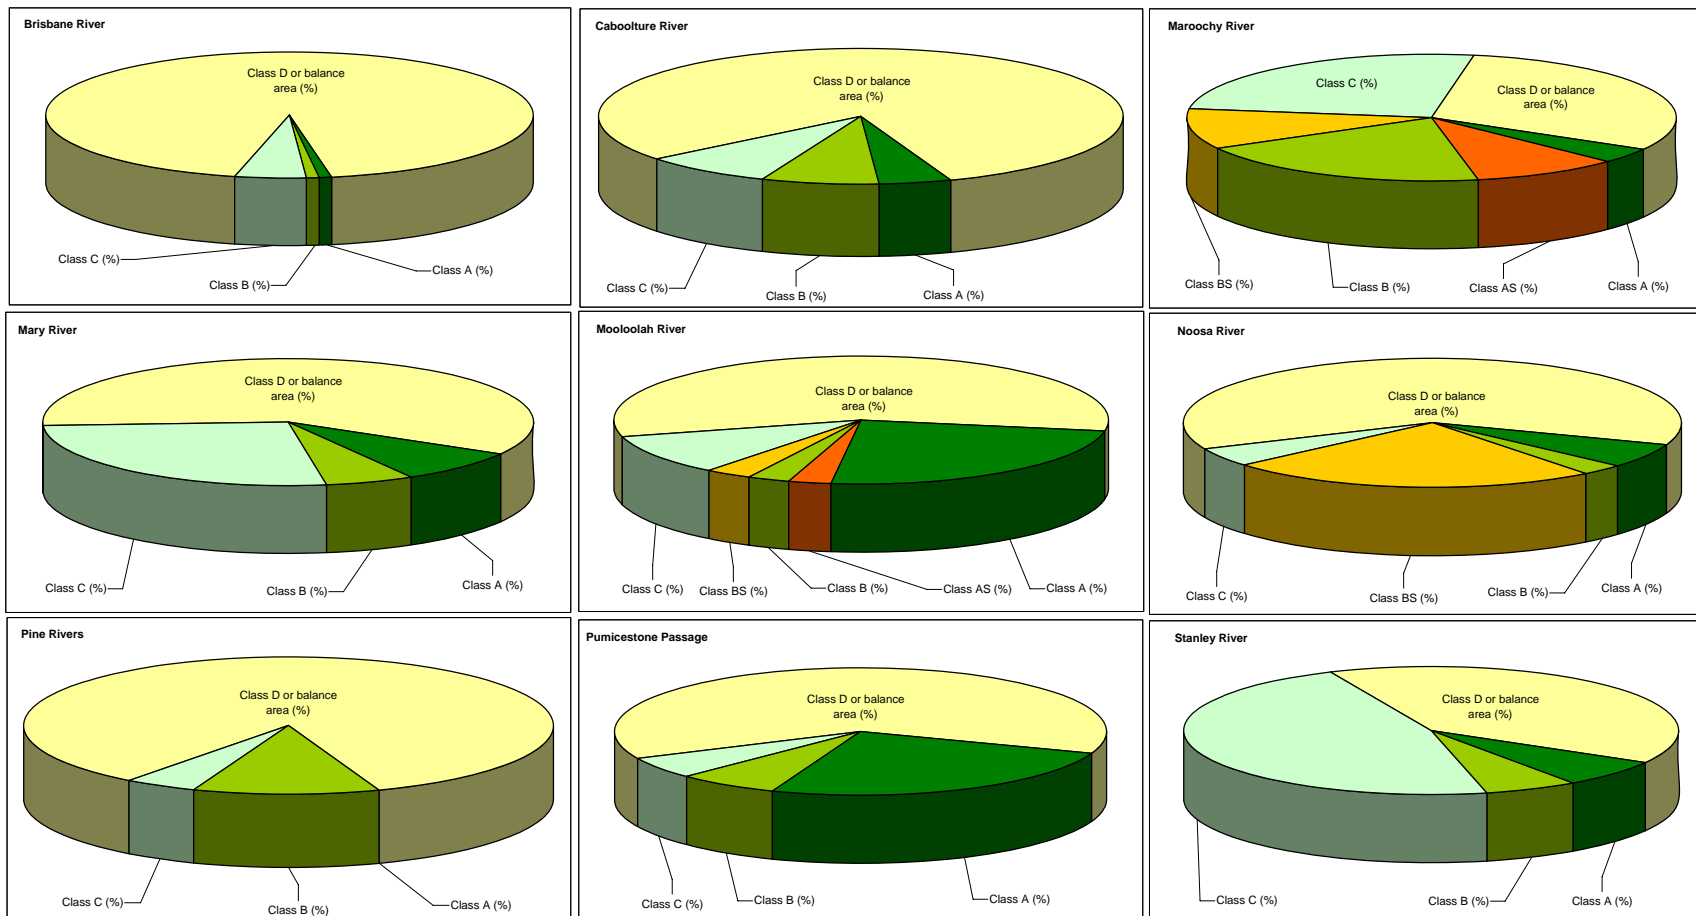 Brisbane River
Class D or balance
area (%)
Class C (%)
Class B (%)
Class A (%)
Caboolture River
Class D or balance
area (%)
Class C (%)
Class B (%)
Class A (%)
Maroochy River
Class C (%)
Class D or balance
area (%)
Class BS (%)
Class B (%)
Class AS (%)
Class A (%)
Mary River
Class D or balance
area (%)
Class C (%)
Class B (%)
Class A (%)
Mooloolah River
Class D or balance
area (%)
Class C (%)
Class BS (%)
Class B (%)
Class AS (%)
Class A (%)
Noosa River
Class D or balance
area (%)
Class C (%)
Class BS (%)
Class B (%)
Class A (%)
Pine Rivers
Class D or balance
area (%)
Class C (%)
Class B (%)
Class A (%)
Pumicestone Passage
Class D or balance
area (%)
Class C (%)
Class B (%)
Class A (%)
Stanley River
Class D or balance
area (%)
Class C (%)
Class B (%)
Class A (%)